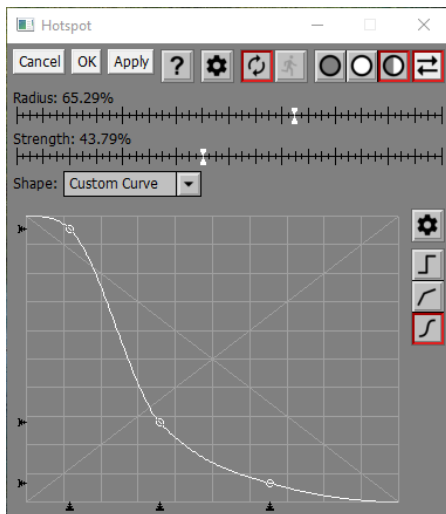 Hotspot
Cancel OK Apply ?
Radius: 65.29%
Strength: 43.79%
Shape: Custom Curve